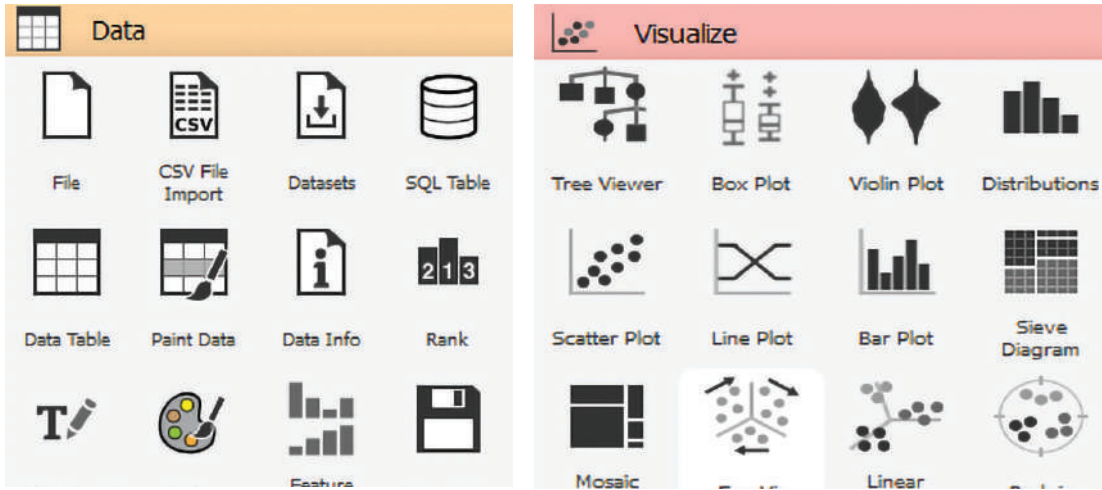 Data
CSV
File
CSV File
Import
Datasets
SQL Table
2 1 3
Data Table
Paint Data
Data Info
Rank
T
Feature
Visualize
Tree Viewer
Box Plot
Violin Plot
Distributions
Scatter Plot
Line Plot
Bar Plot
Sieve
Diagram
Mosaic
Linear